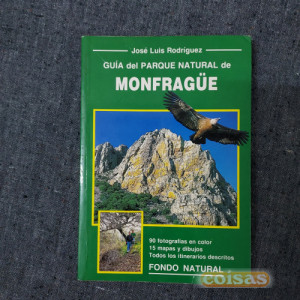 José Luis Rodríguez
GUÍA del PARQUE NATURAL de
MONFRAGÜE
90 fotografías en color
15 mapas y dibujos
Todos los itinerarios descritos
FONDO NATURAL
coisas